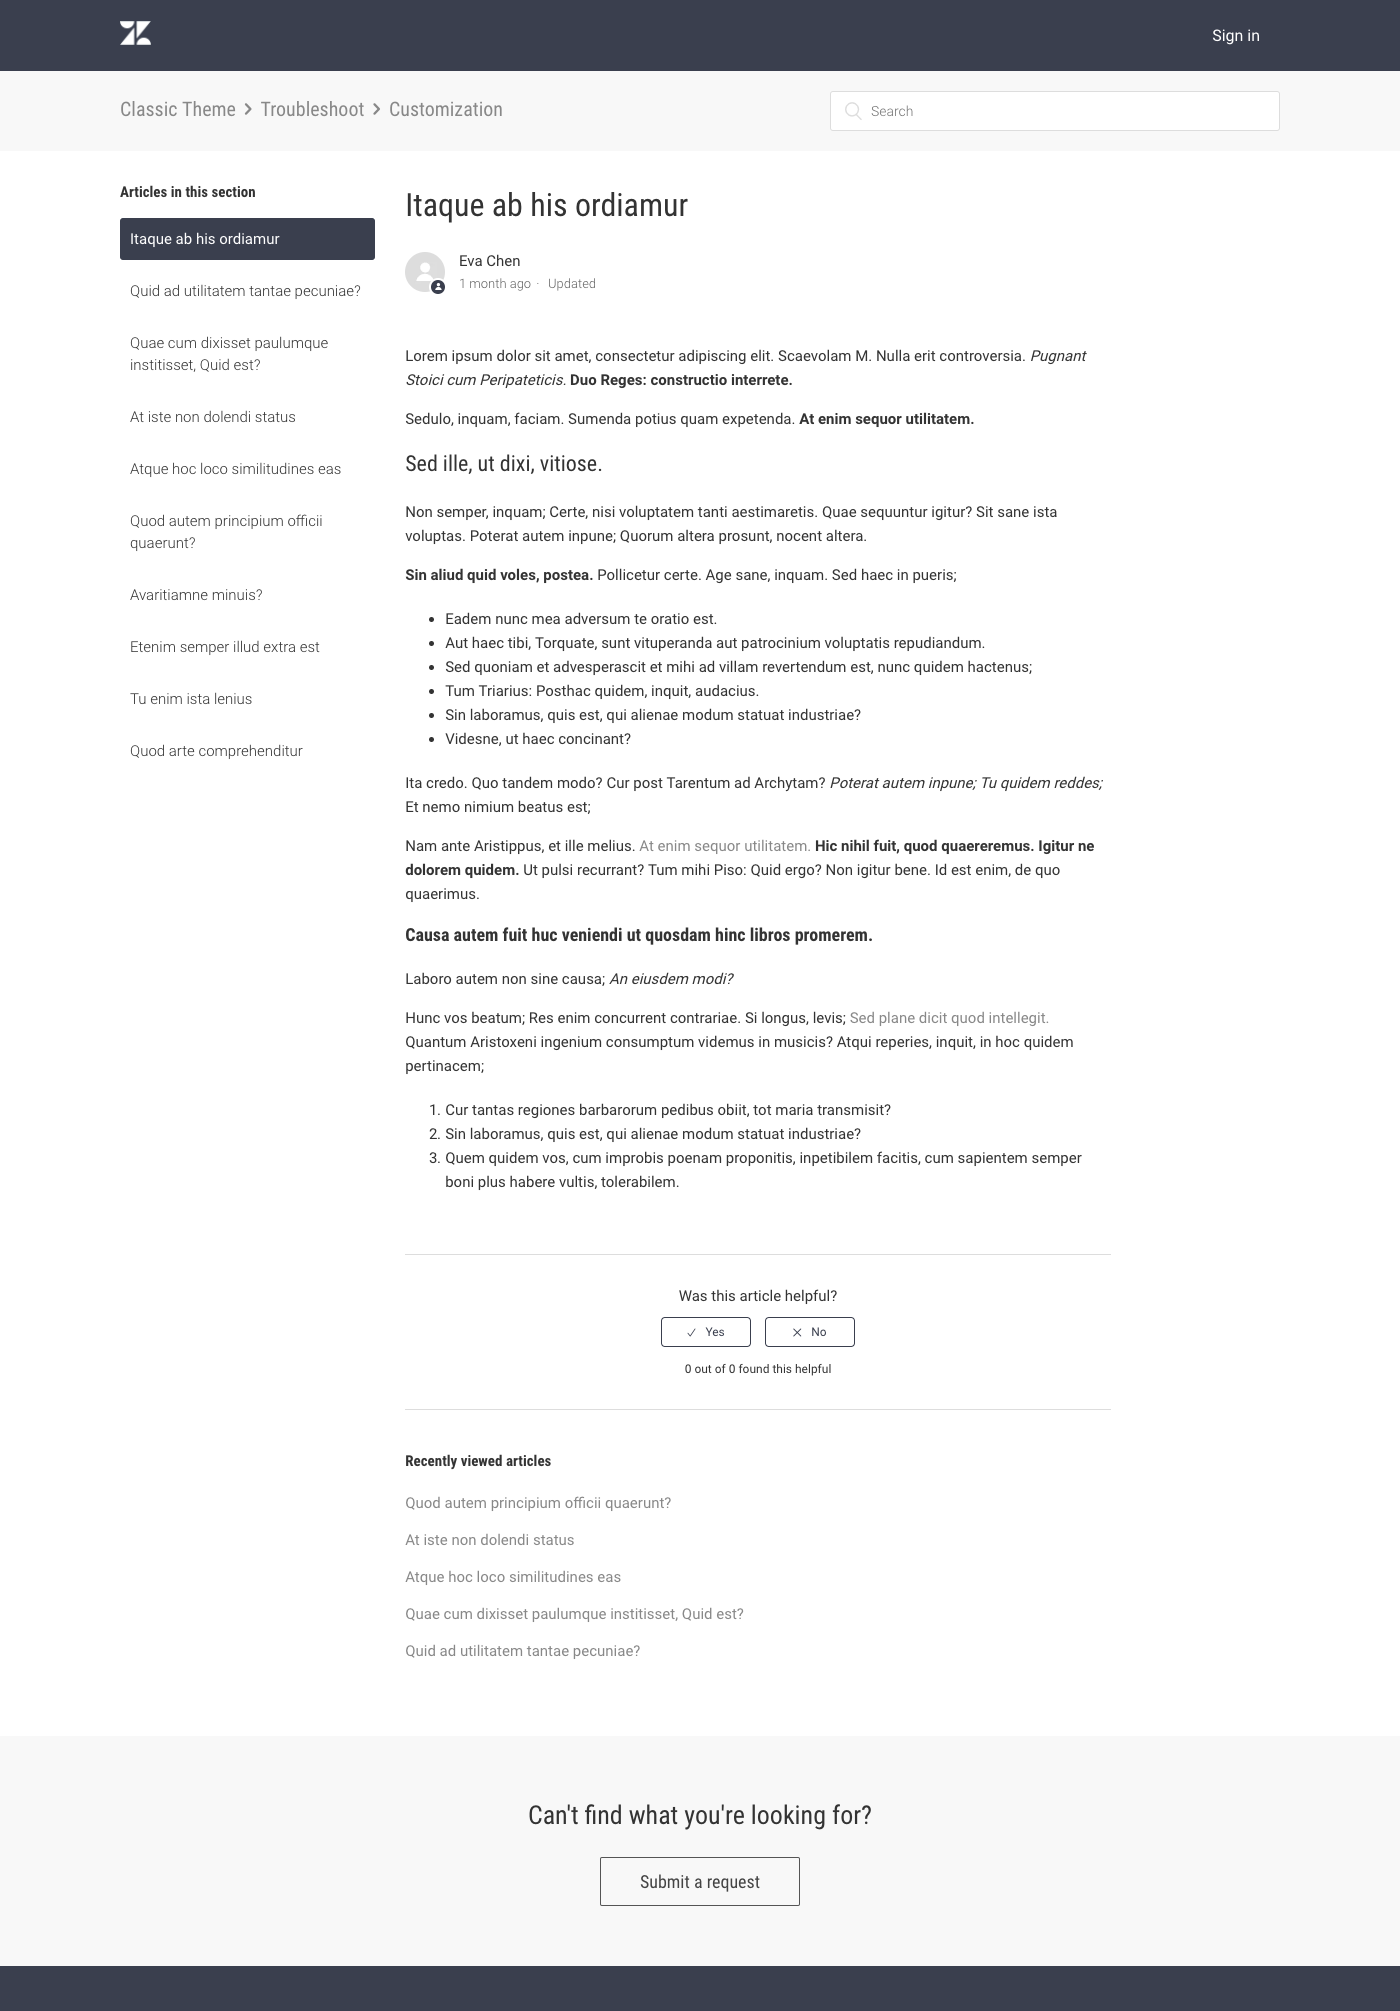 Sign in
Classic Theme > Troubleshoot > Customization
Search
Articles in this section
Itaque ab his ordiamur
Quid ad utilitatem tantae pecuniae?
Quae cum dixisset paulumque
institisset, Quid est?
At iste non dolendi status
Atque hoc loco similitudines eas
Quod autem principium officii
quaerunt?
Avaritiamne minuis?
Etenim semper illud extra est
Tu enim ista lenius
Quod arte comprehenditur
Itaque ab his ordiamur
Eva Chen
1 month ago · Updated
Lorem ipsum dolor sit amet, consectetur adipiscing elit. Scaevolam M. Nulla erit controversia. Pugnant
Stoici cum Peripateticis. Duo Reges: constructio interrete.
Sedulo, inquam, faciam. Sumenda potius quam expetenda. At enim sequor utilitatem.
Sed ille, ut dixi, vitiose.
Non semper, inquam; Certe, nisi voluptatem tanti aestimaretis. Quae sequuntur igitur? Sit sane ista
voluptas. Poterat autem inpune; Quorum altera prosunt, nocent altera.
Sin aliud quid voles, postea. Pollicetur certe. Age sane, inquam. Sed haec in pueris;
• Eadem nunc mea adversum te oratio est.
• Aut haec tibi, Torquate, sunt vituperanda aut patrocinium voluptatis repudiandum.
• Sed quoniam et advesperascit et mihi ad villam revertendum est, nunc quidem hactenus;
• Tum Triarius: Posthac quidem, inquit, audacius.
• Sin laboramus, quis est, qui alienae modum statuat industriae?
• Videsne, ut haec concinant?
Ita credo. Quo tandem modo? Cur post Tarentum ad Archytam? Poterat autem inpune; Tu quidem reddes;
Et nemo nimium beatus est;
Nam ante Aristippus, et ille melius. At enim sequor utilitatem. Hic nihil fuit, quod quaereremus. Igitur ne
dolorem quidem. Ut pulsi recurrant? Tum mihi Piso: Quid ergo? Non igitur bene. Id est enim, de quo
quaerimus.
Causa autem fuit huc veniendi ut quosdam hinc libros promerem.
Laboro autem non sine causa; An eiusdem modi?
Hunc vos beatum; Res enim concurrent contrariae. Si longus, levis; Sed plane dicit quod intellegit.
Quantum Aristoxeni ingenium consumptum videmus in musicis? Atqui reperies, inquit, in hoc quidem
pertinacem;
1. Cur tantas regiones barbarorum pedibus obiit, tot maria transmisit?
2. Sin laboramus, quis est, qui alienae modum statuat industriae?
3. Quem quidem vos, cum improbis poenam proponitis, inpetibilem facitis, cum sapientem semper
boni plus habere vultis, tolerabilem.
Was this article helpful?
Yes No
0 out of 0 found this helpful
Recently viewed articles
Quod autem principium officii quaerunt?
At iste non dolendi status
Atque hoc loco similitudines eas
Quae cum dixisset paulumque institisset, Quid est?
Quid ad utilitatem tantae pecuniae?
Can't find what you're looking for?
Submit a request